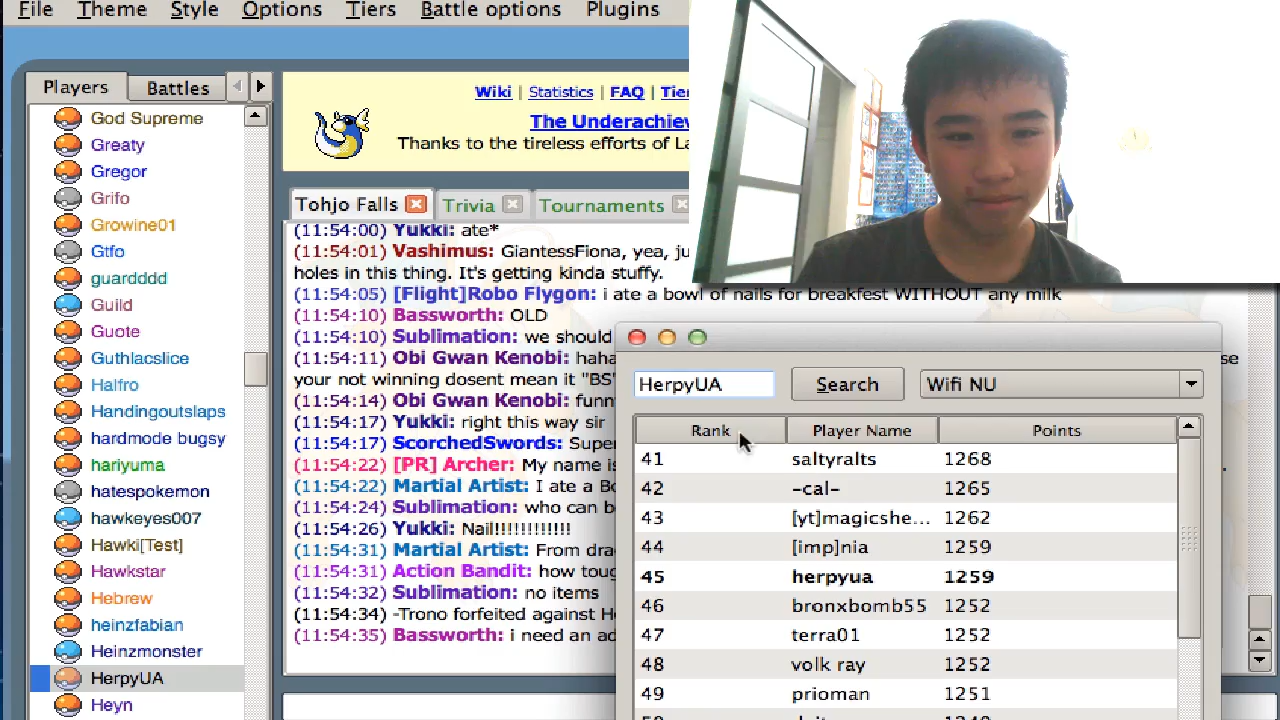 File Theme Style Options Tiers Battle options Plugins
Players Battles
God Supreme
Greaty
Gregor
Grifo
Growine01
Gtfo
guardddd
Guild
Guote
Guthlacslice
Halfro
Handingoutslaps
hardmode bugsy
hariyuma
hatespokemon
hawkeyes007
Hawki[Test]
Hawkstar
Hebrew
heinzfabian
Heinzmonster
HerpyUA
Heyn
Wiki | Statistics | FAQ | Tier
The Underachiev
Thanks to the tireless efforts of La
Tohjo Falls Trivia Tournaments
(11:54:00) Yukki: ate*
(11:54:01) Vashimus: GiantessFiona, yea, ju
holes in this thing. It's getting kinda stuffy.
(11:54:05) [Flight]Robo Flygon: i ate a bowl of nails for breakfest WITHOUT any milk
(11:54:10) Bassworth: OLD
(11:54:10) Sublimation: we should
(11:54:11) Obi Gwan Kenobi: haha
se
your not winning dosent mean it "BS"
(11:54:14) Obi Gwan Kenobi: funn
(11:54:17) Yukki: right this way sir
(11:54:17) ScorchedSwords: Super
(11:54:22) [PR] Archer: My name is
(11:54:22) Martial Artist: I ate a Bo
(11:54:24) Sublimation: who can b
(11:54:26) Yukki: Nail!!!!!!!!!!!!!
(11:54:31) Martial Artist: From drag
(11:54:31) Action Bandit: how toug
(11:54:32) Sublimation: no items
(11:54:34) -Trono forfeited against He
(11:54:35) Bassworth: i need an ad
HerpyUA Search Wifi NU
Rank Player Name Points
41 saltyralts 1268
42 -cal- 1265
43 [yt]magicshe... 1262
44 [imp]nia 1259
45 herpyua 1259
46 bronxbomb55 1252
47 terra01 1252
48 volk ray 1252
49 prioman 1251